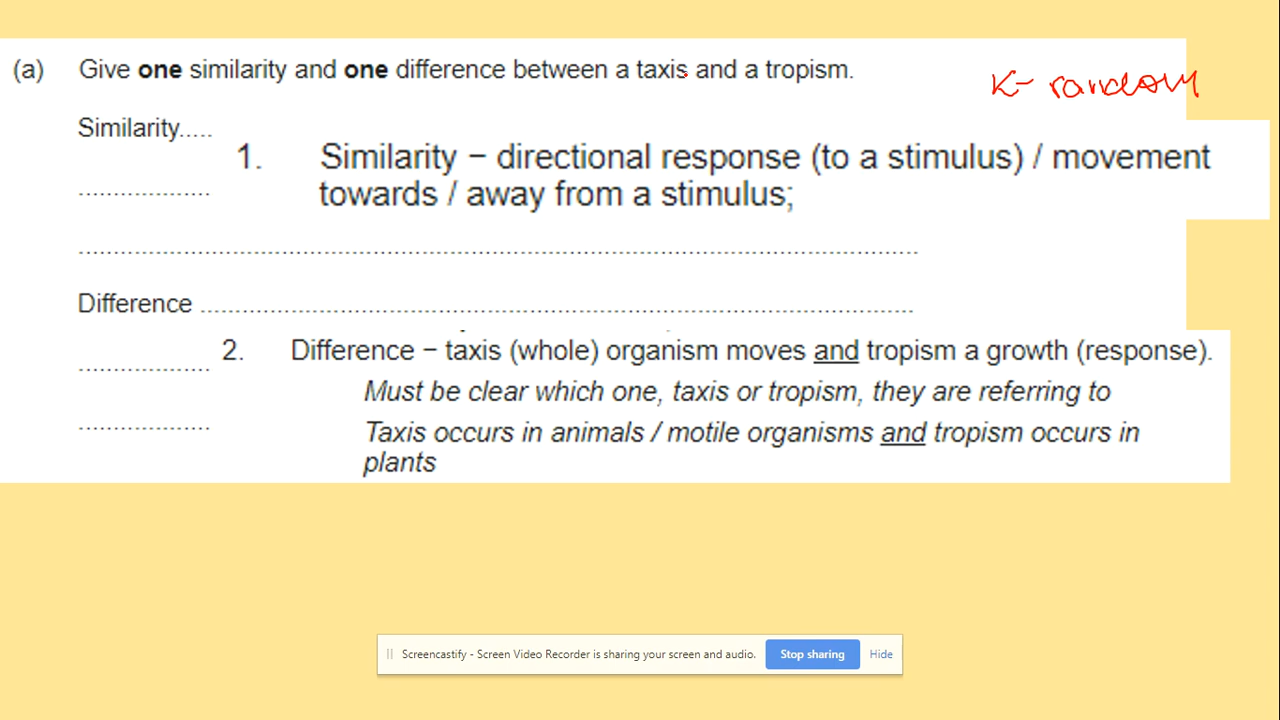 (a) Give one similarity and one difference between a taxis and a tropism.
K- random
Similarity.....
1. Similarity − directional response (to a stimulus) / movement
towards / away from a stimulus;
..................
........................................................................................................................
Difference ..........................................................................................................
2. Difference − taxis (whole) organism moves and tropism a growth (response).
..................
Must be clear which one, taxis or tropism, they are referring to
Taxis occurs in animals / motile organisms and tropism occurs in
..................
plants
Screencastify - Screen Video Recorder is sharing your screen and audio. Stop sharing Hide